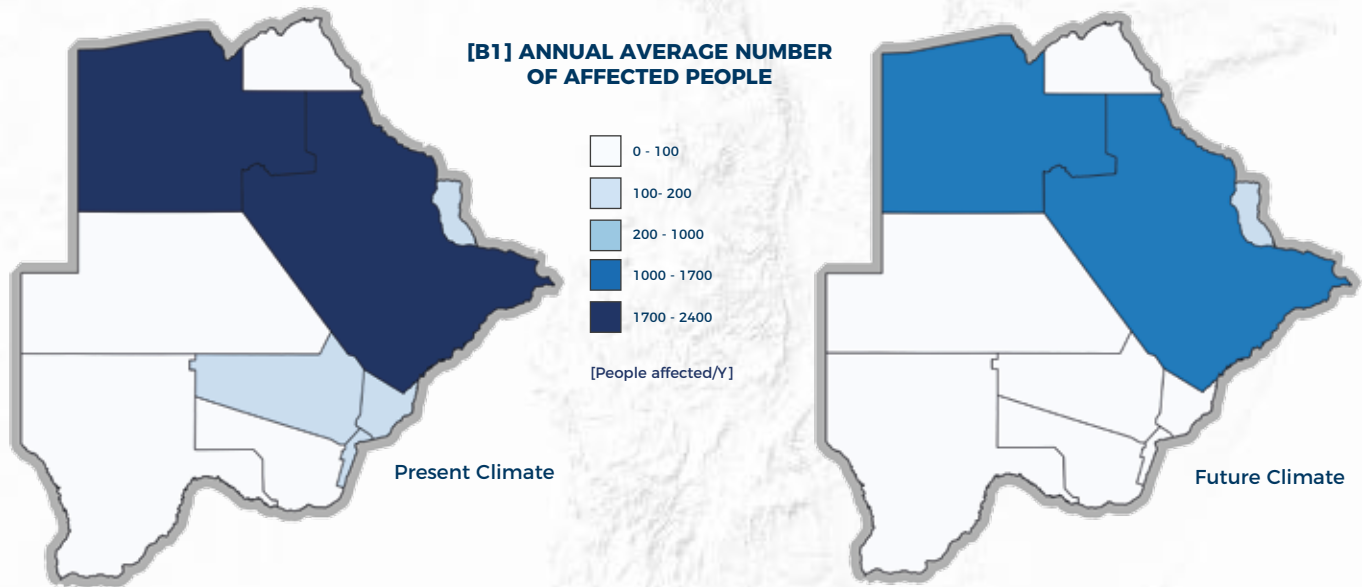 [B1] ANNUAL AVERAGE NUMBER
OF AFFECTED PEOPLE
0 - 100
100- 200
200 - 1000
1000 - 1700
1700 - 2400
[People affected/Y]
Present Climate
Future Climate